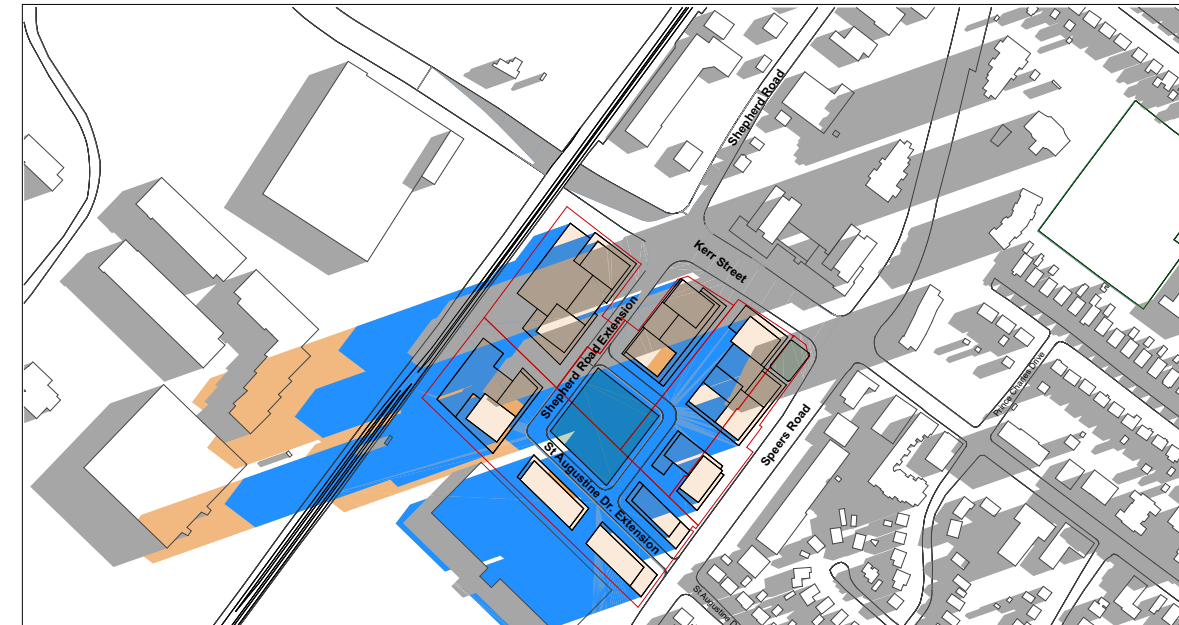 Shepherd Road
Kerr Street
Shepherd Road Extension
Prince Charles Drive
Speers Road
St Augustine Dr. Extension
St Augustine D